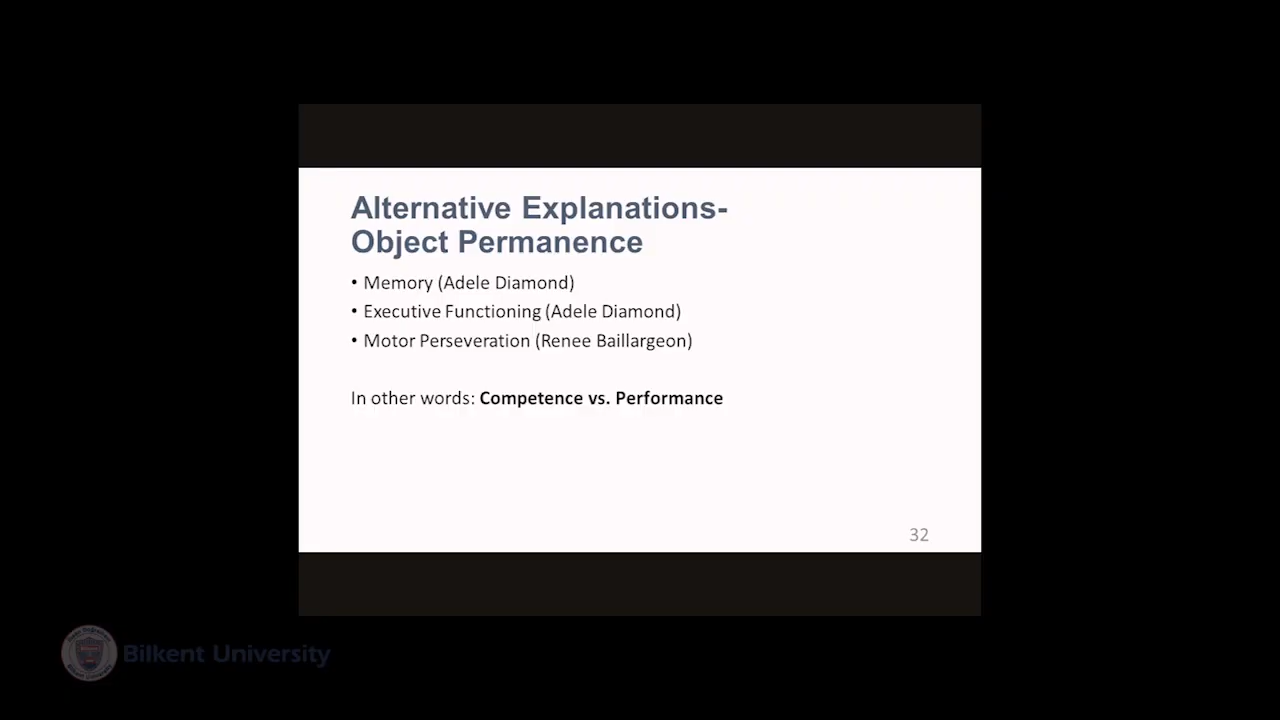 Alternative Explanations-
Object Permanence
• Memory (Adele Diamond)
• Executive Functioning (Adele Diamond)
• Motor Perseveration (Renee Baillargeon)
In other words: Competence vs. Performance
32
Bilkent University